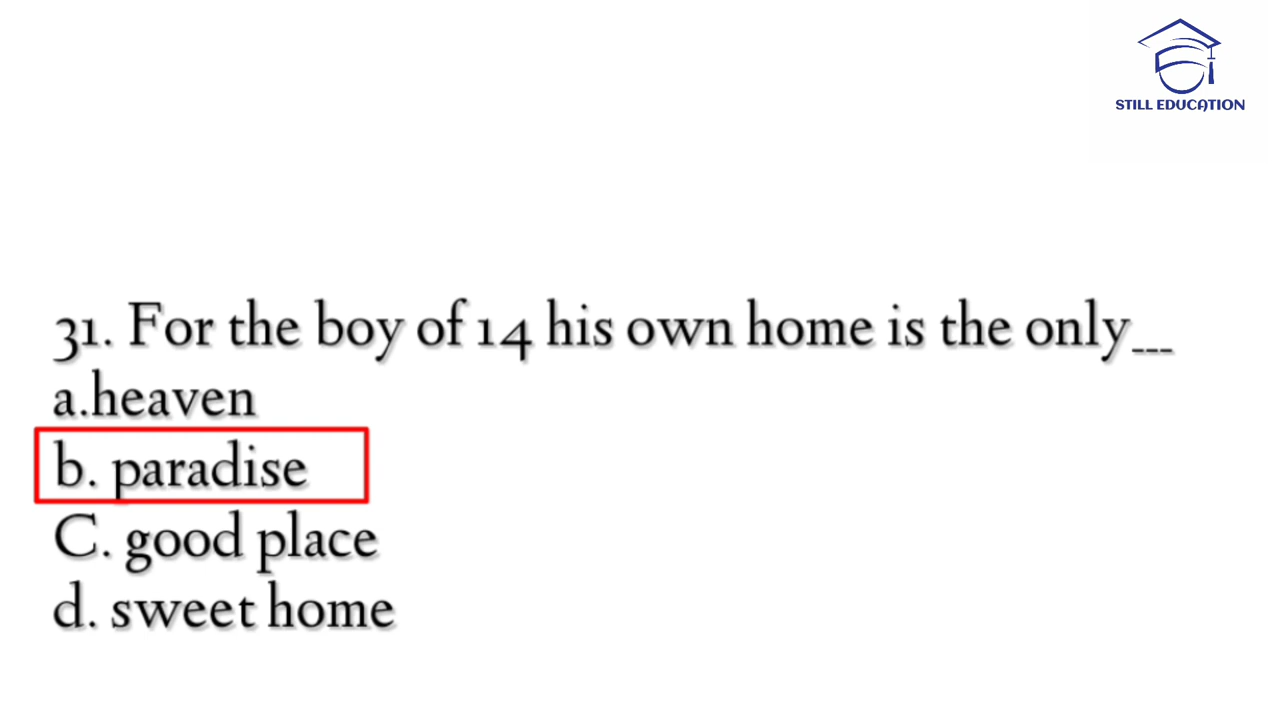 STILL EDUCATION
31. For the boy of 14 his own home is the only___
a.heaven
b. paradise
C. good place
d. sweet home